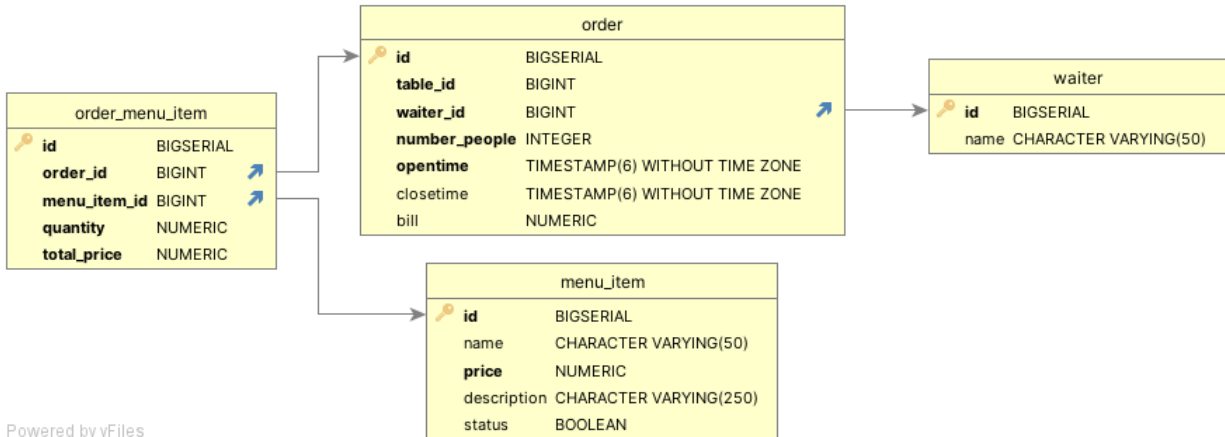 order
id BIGSERIAL
table_id BIGINT
waiter_id BIGINT
number_people INTEGER
opentime TIMESTAMP(6) WITHOUT TIME ZONE
closetime TIMESTAMP(6) WITHOUT TIME ZONE
bill NUMERIC
waiter
id BIGSERIAL
name CHARACTER VARYING(50)
order_menu_item
id BIGSERIAL
order_id BIGINT
menu_item_id BIGINT
quantity NUMERIC
total_price NUMERIC
menu_item
id BIGSERIAL
name CHARACTER VARYING(50)
price NUMERIC
description CHARACTER VARYING(250)
status BOOLEAN
Powered by yFiles